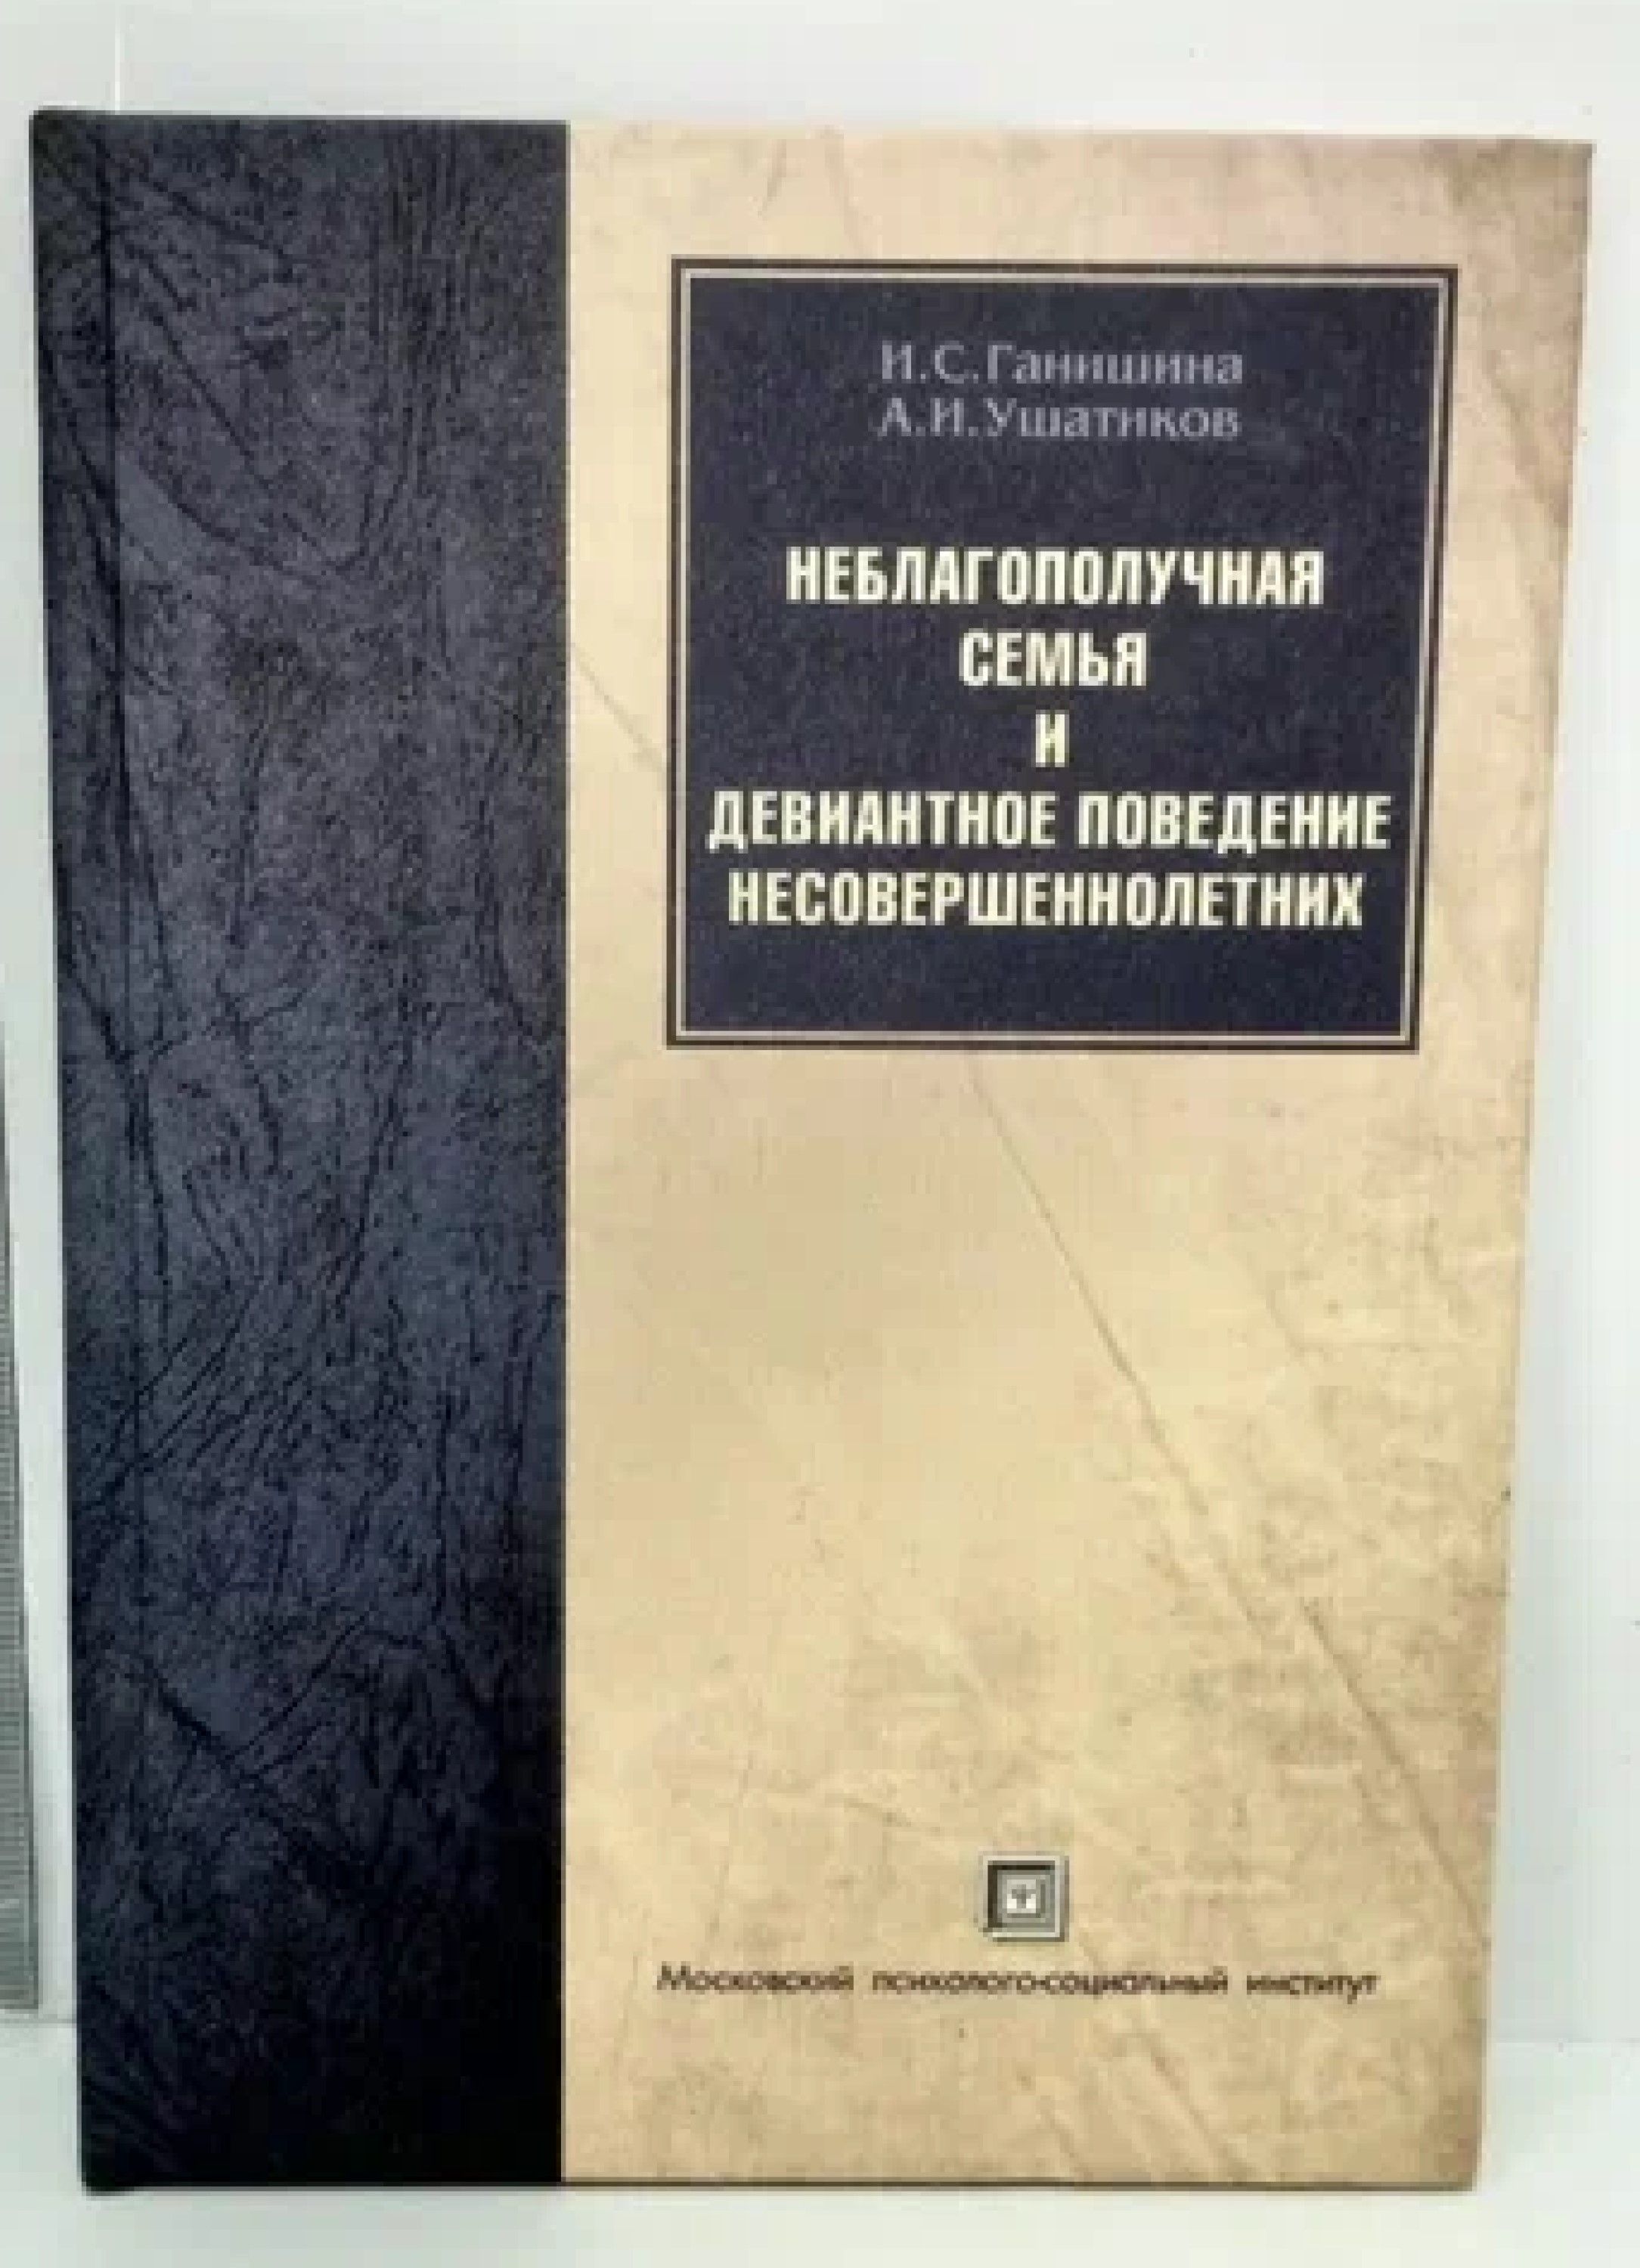 И.С.Ганишина
А.И.Ушатиков
НЕБЛАГОПОЛУЧНАЯ
СЕМЬЯ
И
ДЕВИАНТНОЕ ПОВЕДЕНИЕ
НЕСОВЕРШЕННОЛЕТНИХ
Московский психолого-социальный институт